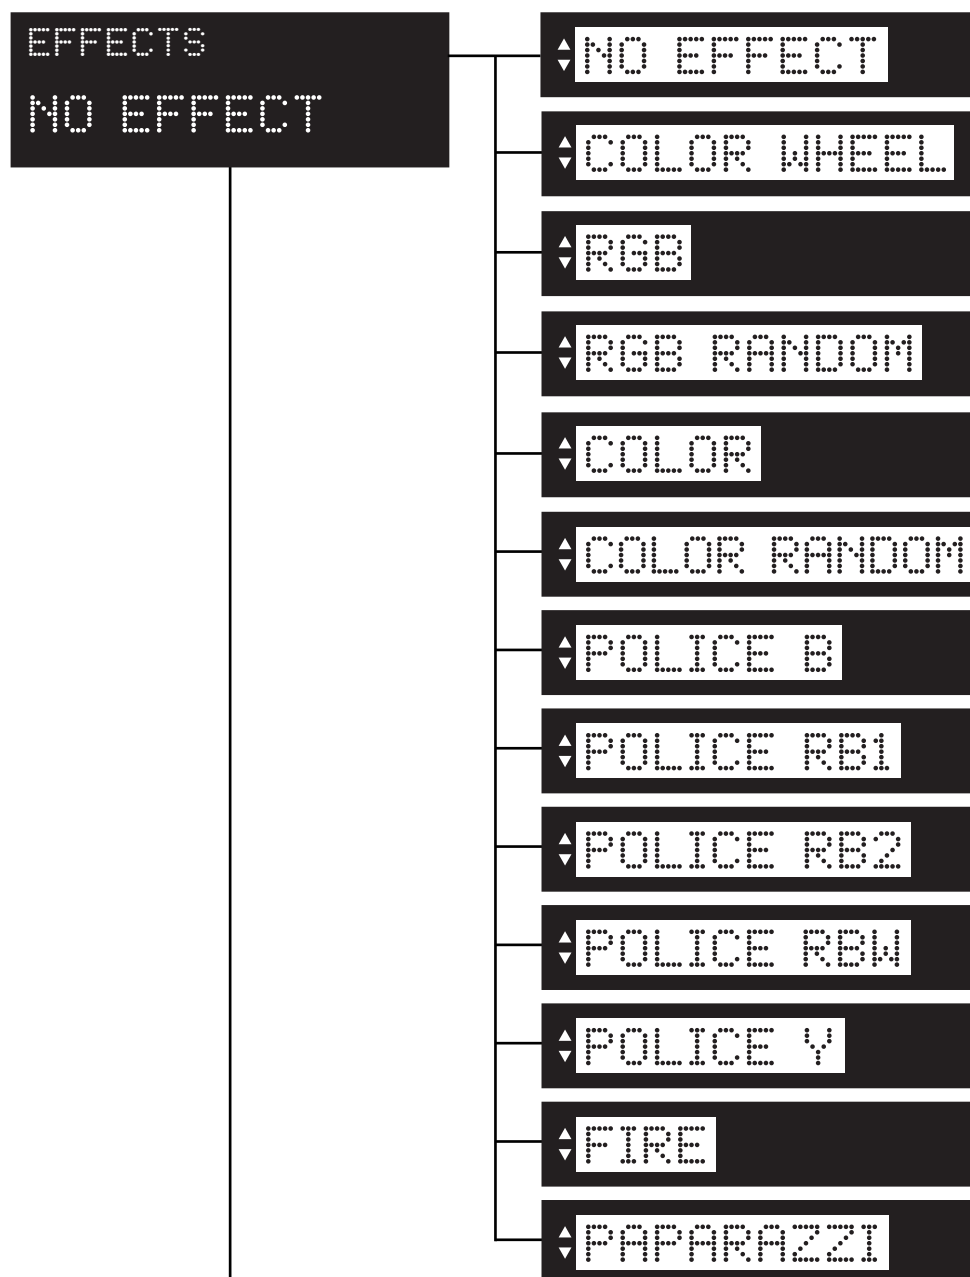 EFFECTS
NO EFFECT
NO EFFECT
COLOR WHEEL
RGB
RGB RANDOM
COLOR
COLOR RANDOM
POLICE B
POLICE RB1
POLICE RB2
POLICE RBW
POLICE Y
FIRE
PAPARAZZI